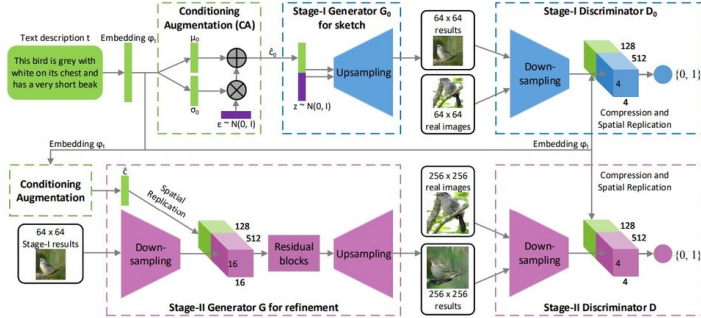 Text description t
This bird is grey with
white on its chest and
has a very short beak
Embedding φt
Conditioning
Augmentation (CA)
μ0
σ0
ε ~ N(0, I)
ĉ0
Stage-I Generator G0
for sketch
z ~ N(0, I)
Upsampling
64 x 64
results
64 x 64
real images
Stage-I Discriminator D0
Down-
sampling
128
512
4
4
{0, 1}
Compression and
Spatial Replication
Embedding φt
Embedding φt
Compression and
Spatial Replication
Conditioning
Augmentation
ĉ
Spatial
Replication
64 x 64
Stage-I results
Down-
sampling
128
512
16
16
Residual
blocks
Upsampling
Stage-II Generator G for refinement
256 x 256
real images
256 x 256
results
Down-
sampling
128
512
4
4
{0, 1}
Stage-II Discriminator D